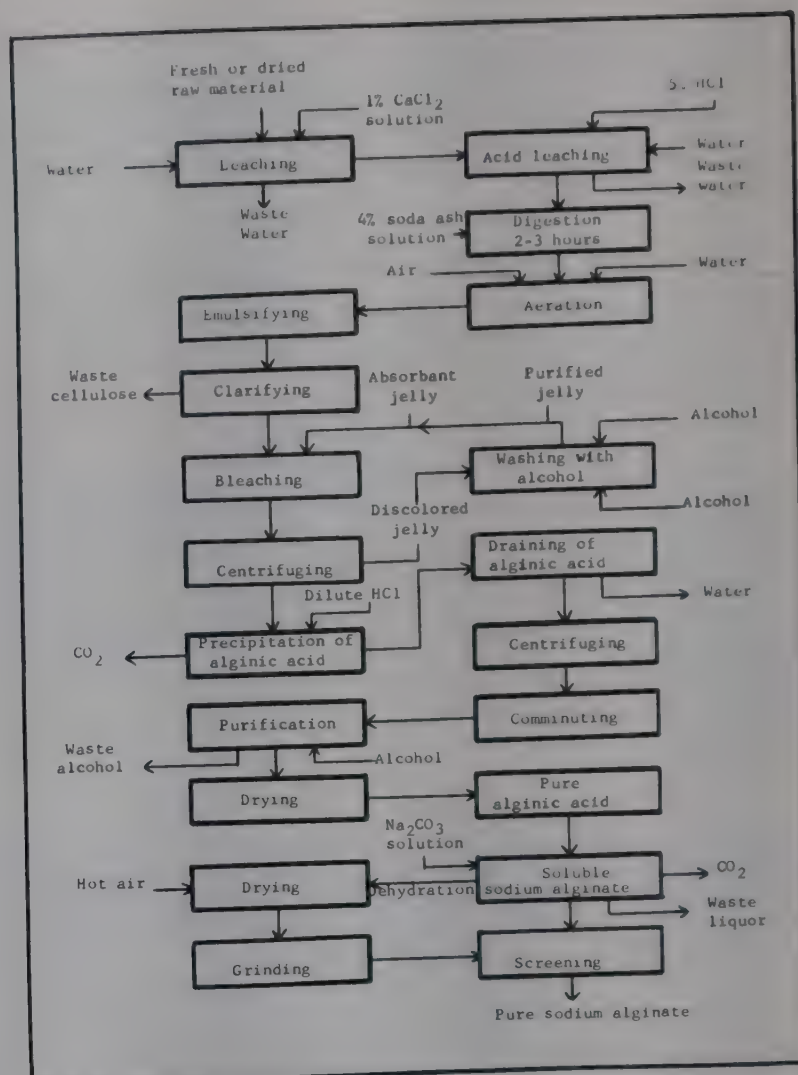 Fresh or dried
raw material
1% CaCl₂
solution
HCl
Water
Leaching
Acid leaching
Water
Waste
water
Waste
Water
4% soda ash
solution
Digestion
2-3 hours
Air
Water
Emulsifying
Aeration
Waste
cellulose
Clarifying
Absorbant
jelly
Purified
jelly
Alcohol
Bleaching
Washing with
alcohol
Discolored
jelly
Alcohol
Centrifuging
Draining of
alginic acid
Dilute HCl
Water
CO₂
Precipitation of
alginic acid
Centrifuging
Purification
Comminuting
Waste
alcohol
Alcohol
Drying
Pure
alginic acid
Na₂CO₃
solution
Hot air
Drying
Dehydration
Soluble
sodium alginate
CO₂
Waste
liquor
Grinding
Screening
Pure sodium alginate